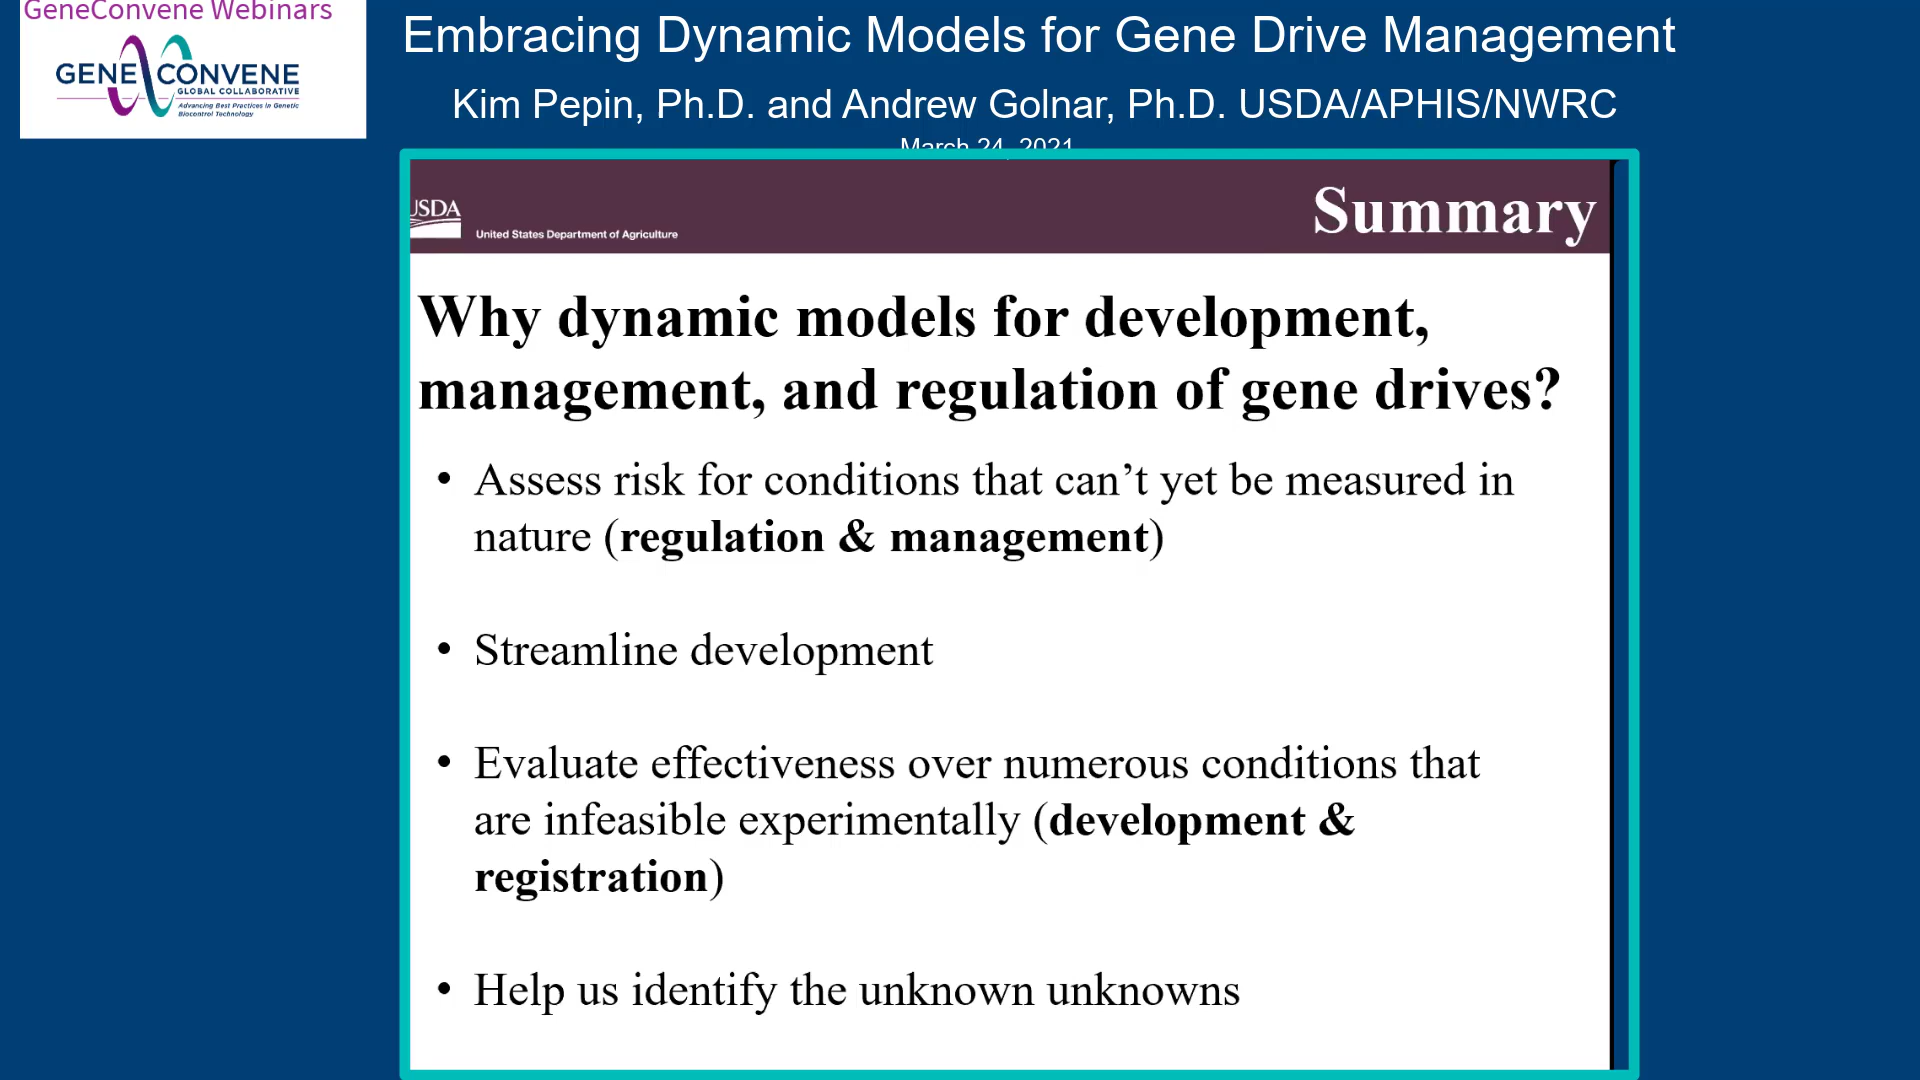 GeneConvene Webinars
GENE CONVENE
GLOBAL COLLABORATIVE
Advancing Best Practices in Genetic
Biocontrol Technology
Embracing Dynamic Models for Gene Drive Management
Kim Pepin, Ph.D. and Andrew Golnar, Ph.D. USDA/APHIS/NWRC
March 24, 2021
USDA
United States Department of Agriculture
Summary
Why dynamic models for development,
management, and regulation of gene drives?
• Assess risk for conditions that can’t yet be measured in
nature (regulation & management)
• Streamline development
• Evaluate effectiveness over numerous conditions that
are infeasible experimentally (development &
registration)
• Help us identify the unknown unknowns